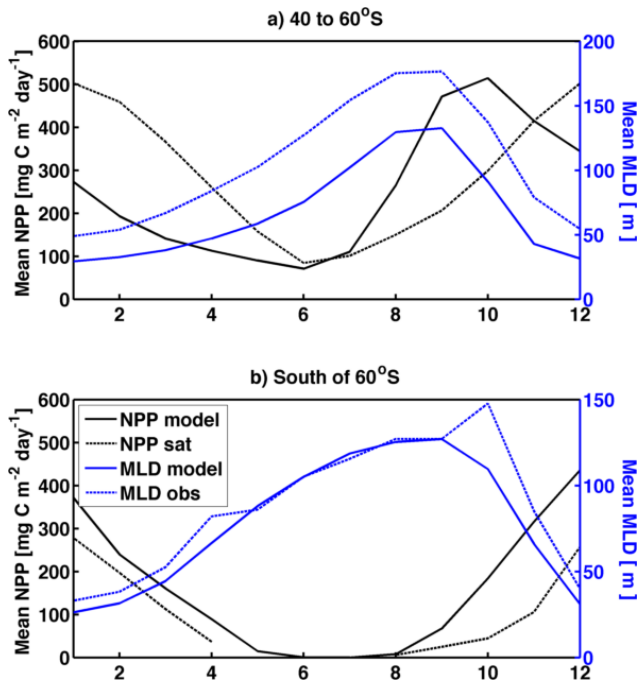 a) 40 to 60°S
600
500
400
300
200
100
0
Mean NPP [mg C m⁻² day⁻¹]
200
150
100
50
0
Mean MLD [ m]
2 4 6 8 10 12
b) South of 60°S
600
500
400
300
200
100
0
Mean NPP [mg C m⁻² day⁻¹]
NPP model
NPP sat
MLD model
MLD obs
150
100
50
0
Mean MLD [ m]
2 4 6 8 10 12